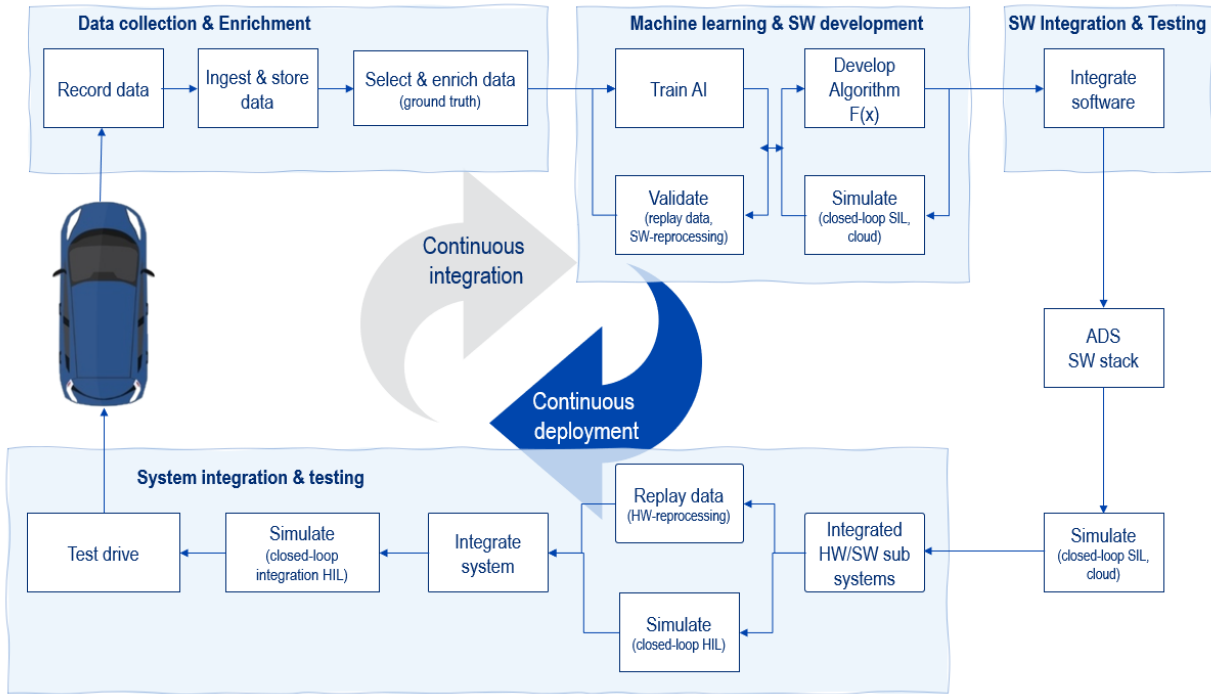 Data collection & Enrichment
Record data
Ingest & store
data
Select & enrich data
(ground truth)
Machine learning & SW development
Train AI
Develop
Algorithm
F(x)
Validate
(replay data,
SW-reprocessing)
Simulate
(closed-loop SIL,
cloud)
SW Integration & Testing
Integrate
software
Continuous
integration
Continuous
deployment
ADS
SW stack
System integration & testing
Test drive
Simulate
(closed-loop
integration HIL)
Integrate
system
Replay data
(HW-reprocessing)
Simulate
(closed-loop HIL)
Integrated
HW/SW sub
systems
Simulate
(closed-loop SIL,
cloud)